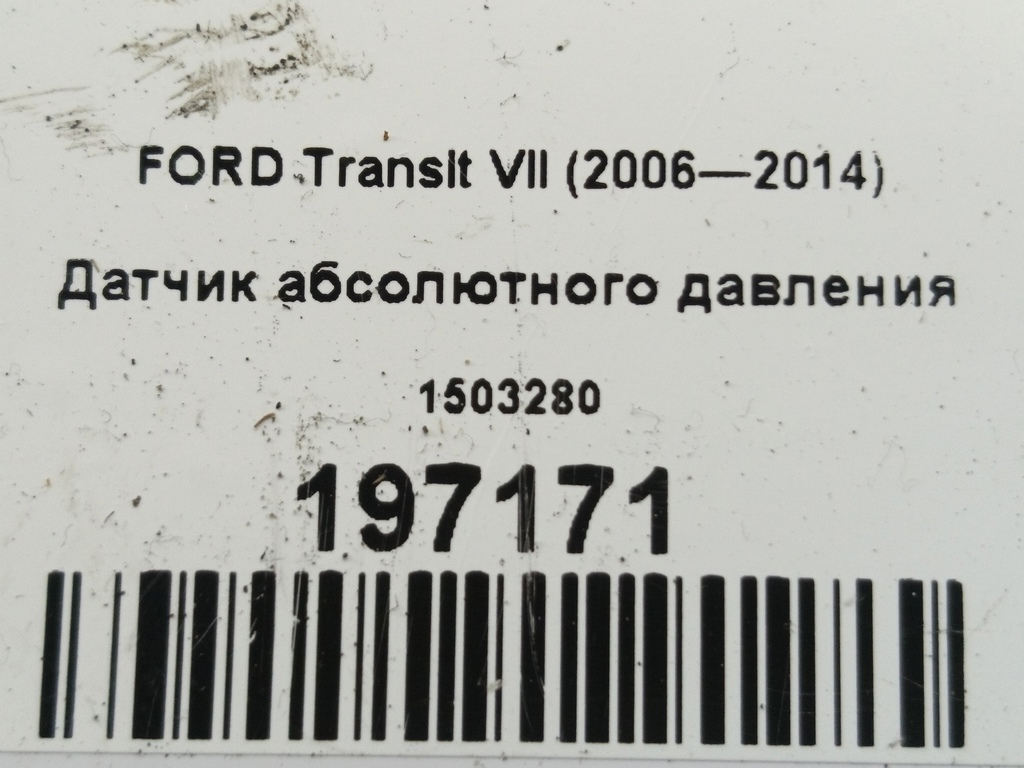 FORD Transit VII (2006—2014)
Датчик абсолютного давления
1503280
197171